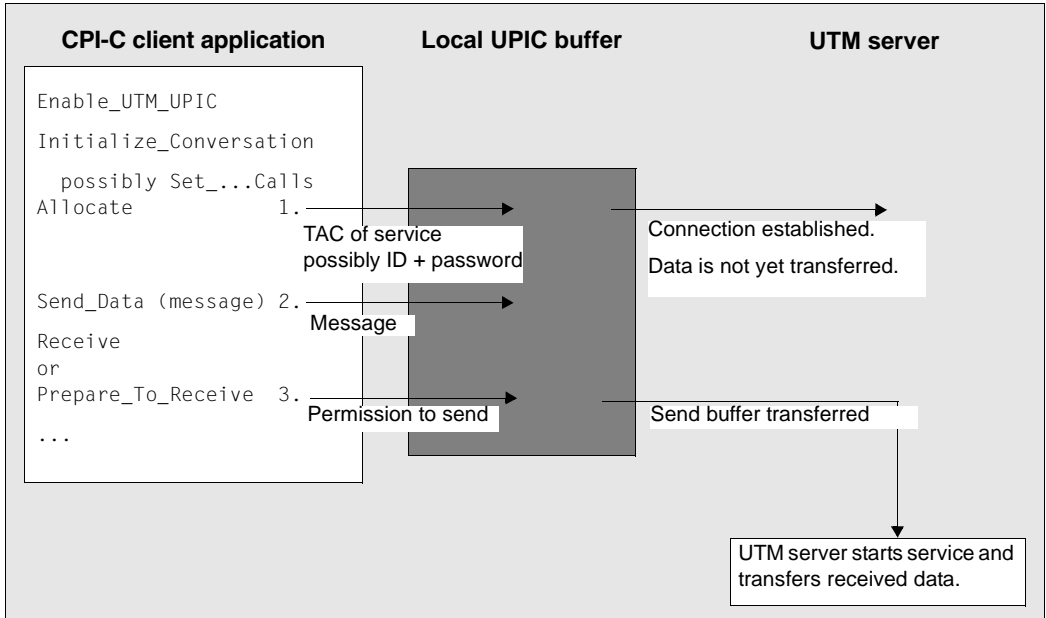 CPI-C client application
Local UPIC buffer
UTM server
Enable_UTM_UPIC
Initialize_Conversation
possibly Set_...Calls
Allocate 1.
TAC of service
possibly ID + password
Connection established.
Data is not yet transferred.
Send_Data (message) 2.
Message
Receive
or
Prepare_To_Receive 3.
Permission to send
Send buffer transferred
...
UTM server starts service and
transfers received data.